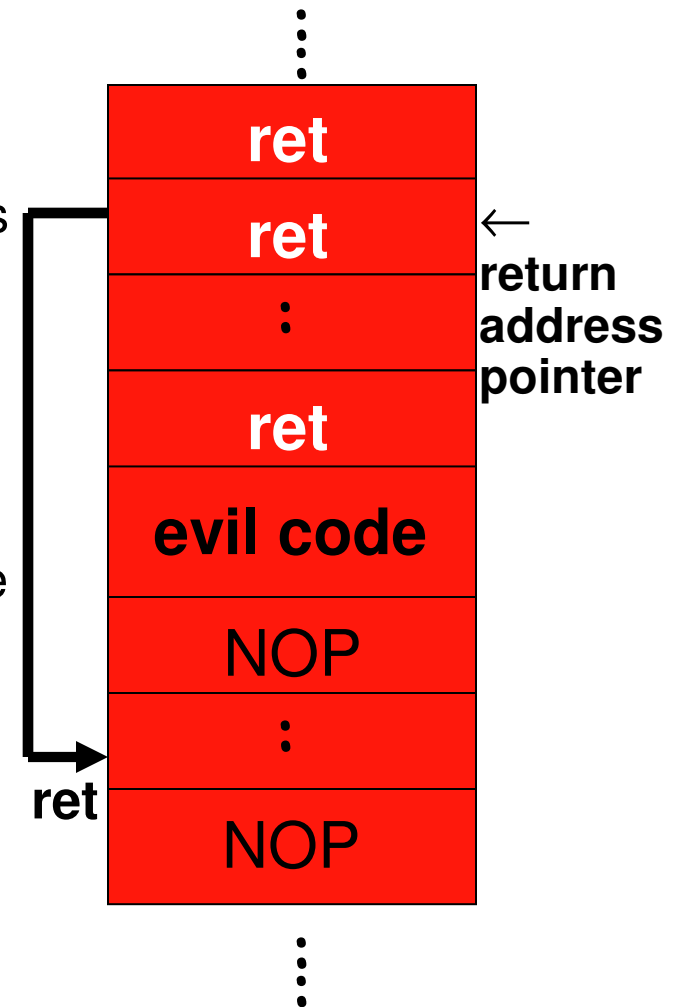 ret
s
ret
←
return
address
pointer
:
ret
evil code
e
NOP
:
ret
NOP